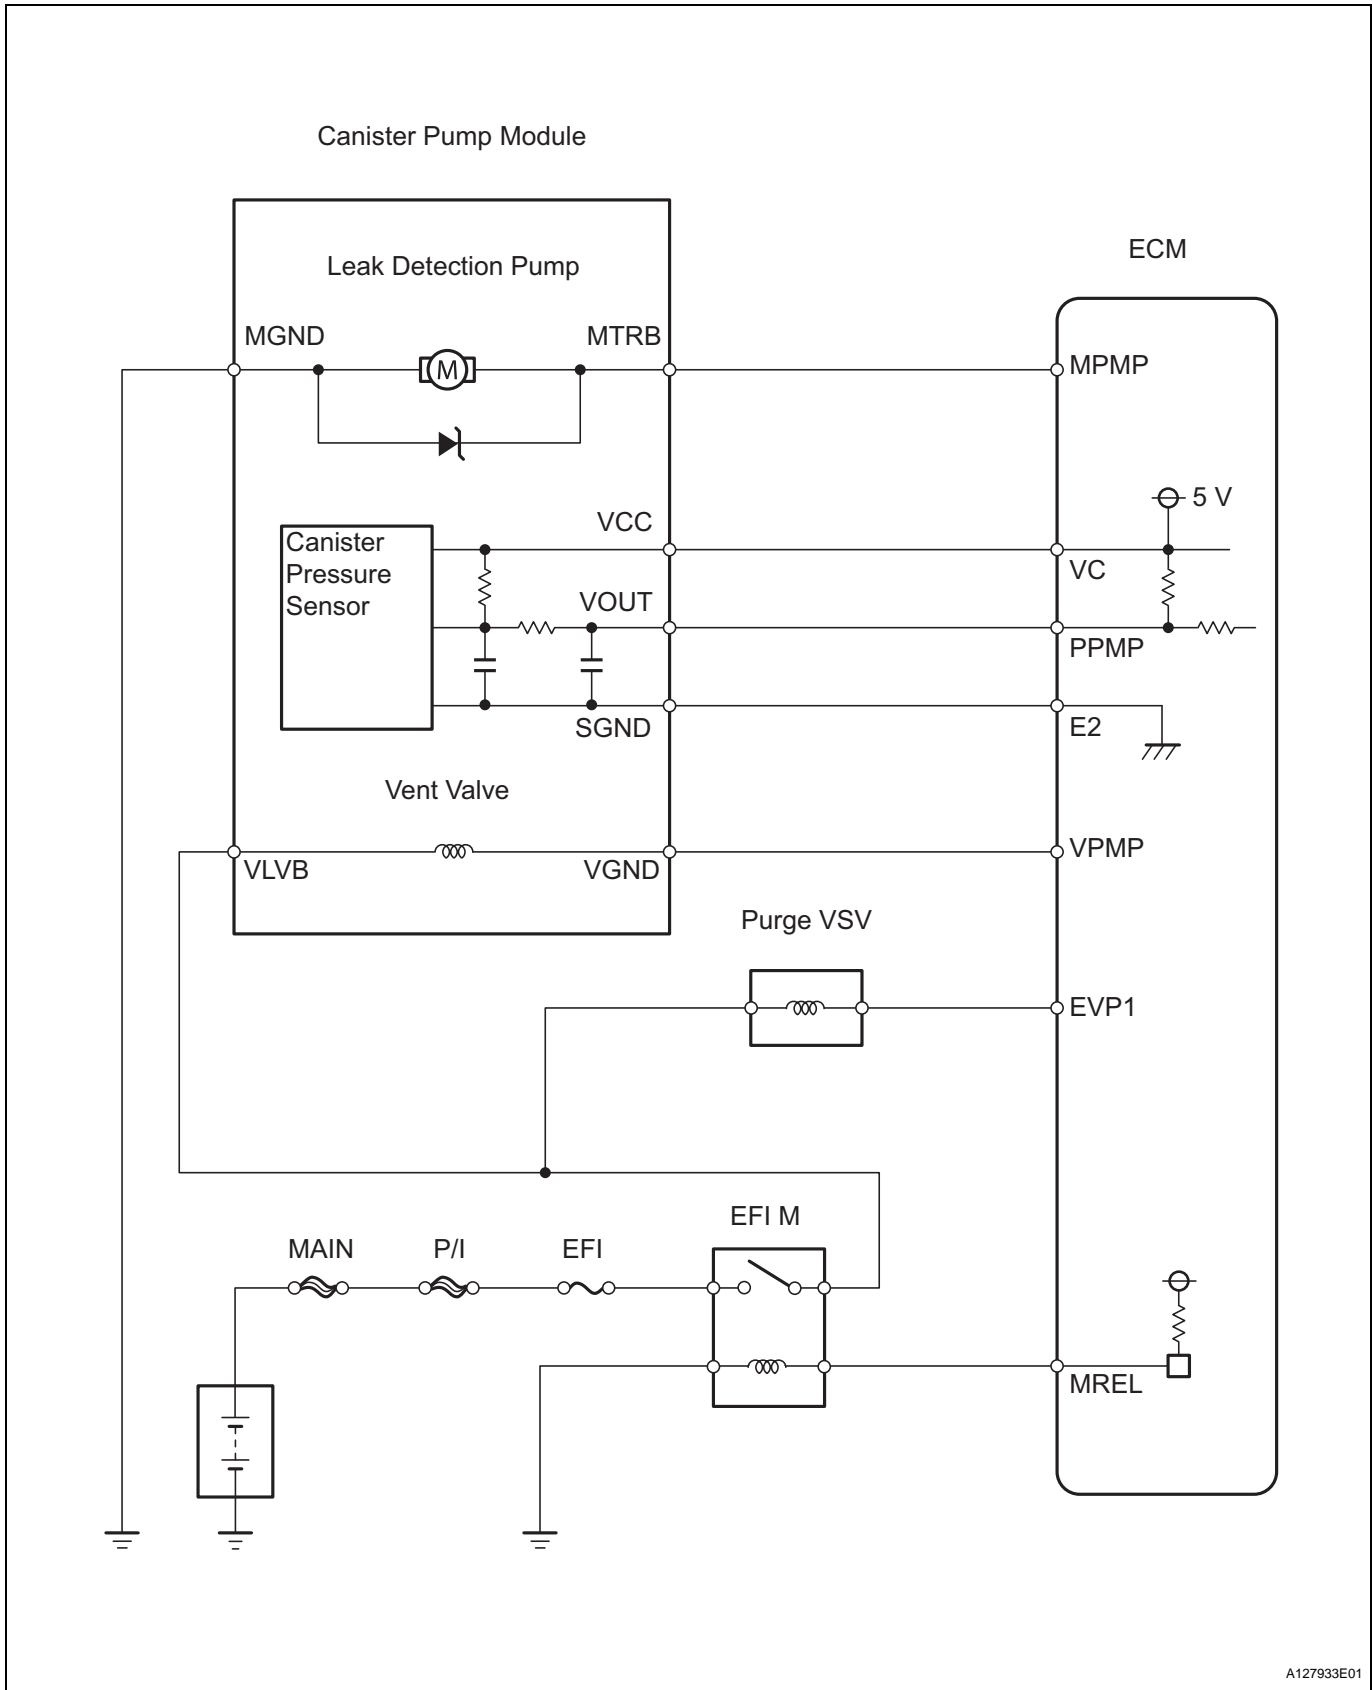 Canister Pump Module
ECM
Leak Detection Pump
MGND
MTRB
M
MPMP
5 V
VCC
VC
Canister
Pressure
Sensor
VOUT
PPMP
SGND
E2
Vent Valve
VLVB
VGND
VPMP
Purge VSV
EVP1
EFI M
MAIN
P/I
EFI
MREL
A127933E01